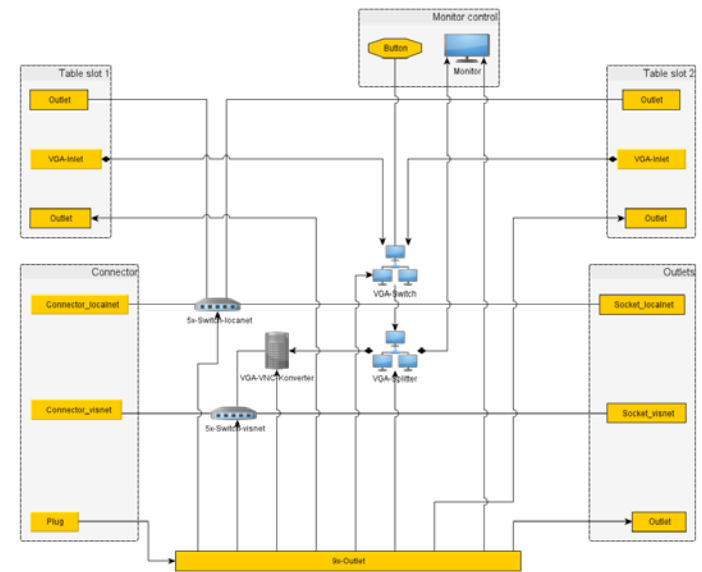 Monitor control
Button
Monitor
Table slot 1
Outlet
VGA-Inlet
Outlet
Table slot 2
Outlet
VGA-Inlet
Outlet
VGA-Switch
Connector
Connector_localnet
Connector_visnet
Plug
5x-Switch-locanet
VGA-VNC-Konverter
VGA-Splitter
5x-Switch-visnet
Outlets
Socket_localnet
Socket_visnet
Outlet
9x-Outlet